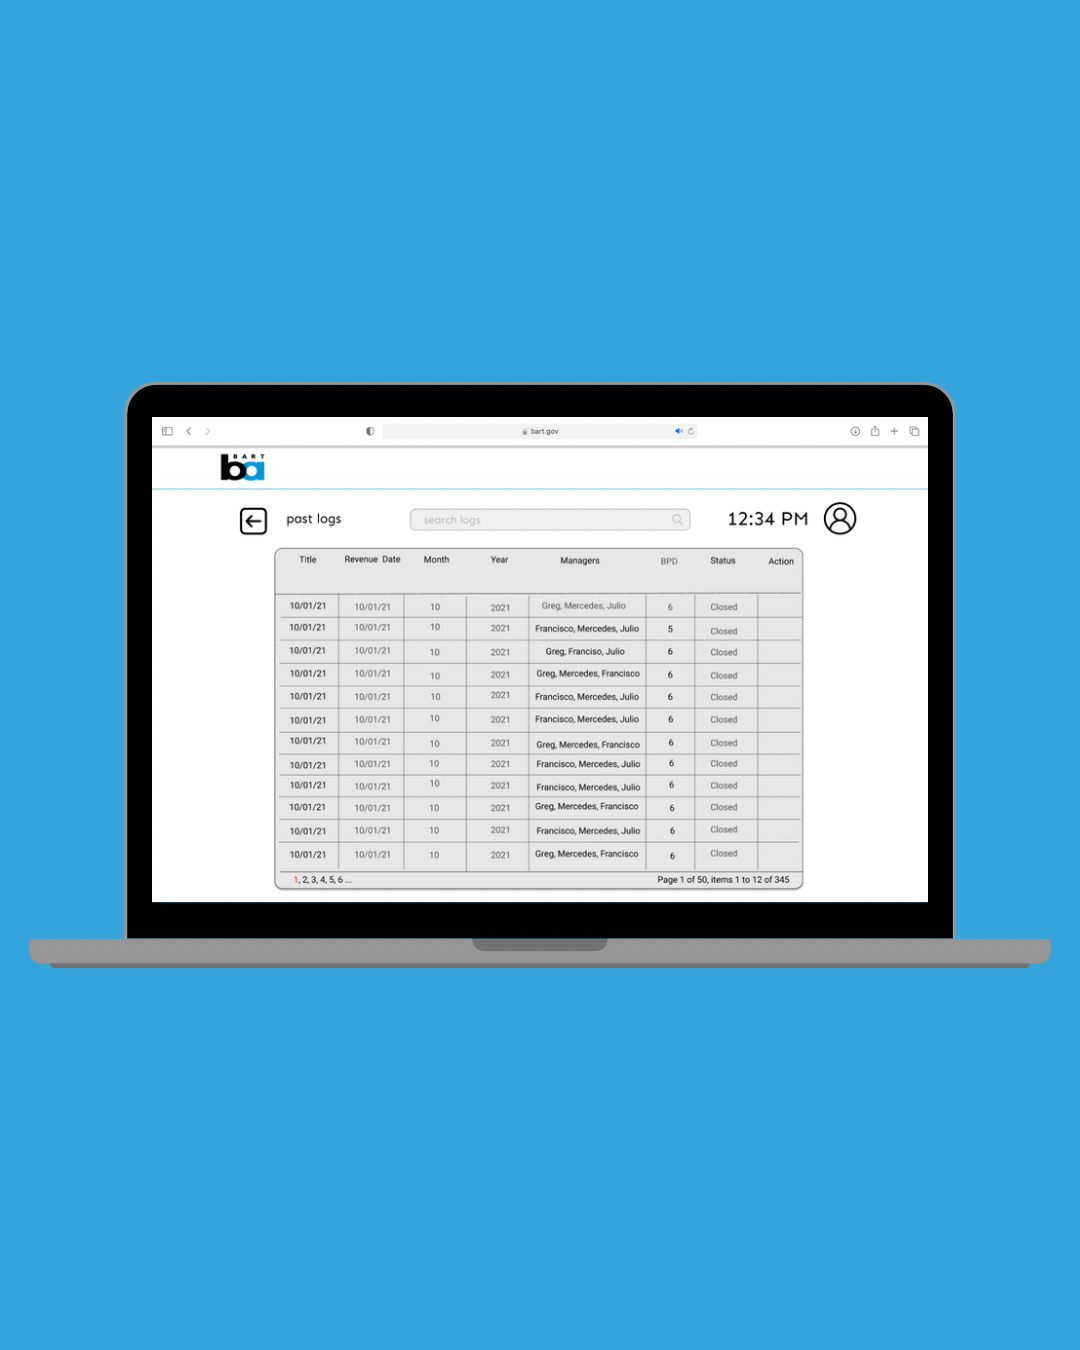 bart.gov
BART
ba
past logs
search logs
12:34 PM
Title Revenue Date Month Year Managers BPD Status Action
10/01/21 10/01/21 10 2021 Greg, Mercedes, Julio 6 Closed
10/01/21 10/01/21 10 2021 Francisco, Mercedes, Julio 5 Closed
10/01/21 10/01/21 10 2021 Greg, Franciso, Julio 6 Closed
10/01/21 10/01/21 10 2021 Greg, Mercedes, Francisco 6 Closed
10/01/21 10/01/21 10 2021 Francisco, Mercedes, Julio 6 Closed
10/01/21 10/01/21 10 2021 Francisco, Mercedes, Julio 6 Closed
10/01/21 10/01/21 10 2021 Greg, Mercedes, Francisco 6 Closed
10/01/21 10/01/21 10 2021 Francisco, Mercedes, Julio 6 Closed
10/01/21 10/01/21 10 2021 Francisco, Mercedes, Julio 6 Closed
10/01/21 10/01/21 10 2021 Greg, Mercedes, Francisco 6 Closed
10/01/21 10/01/21 10 2021 Francisco, Mercedes, Julio 6 Closed
10/01/21 10/01/21 10 2021 Greg, Mercedes, Francisco 6 Closed
1, 2, 3, 4, 5, 6 ... Page 1 of 50, items 1 to 12 of 345